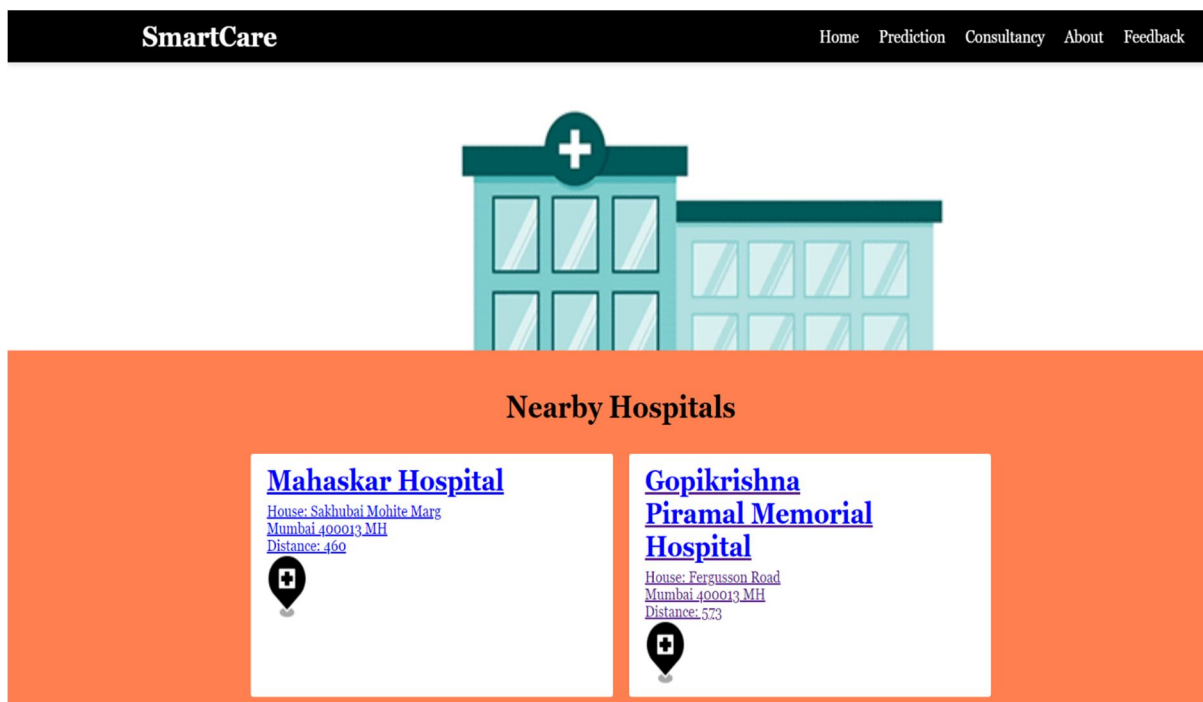 SmartCare
Home Prediction Consultancy About Feedback
Nearby Hospitals
Mahaskar Hospital
House: Sakhubai Mohite Marg
Mumbai 400013 MH
Distance: 460
Gopikrishna
Piramal Memorial
Hospital
House: Fergusson Road
Mumbai 400013 MH
Distance: 573